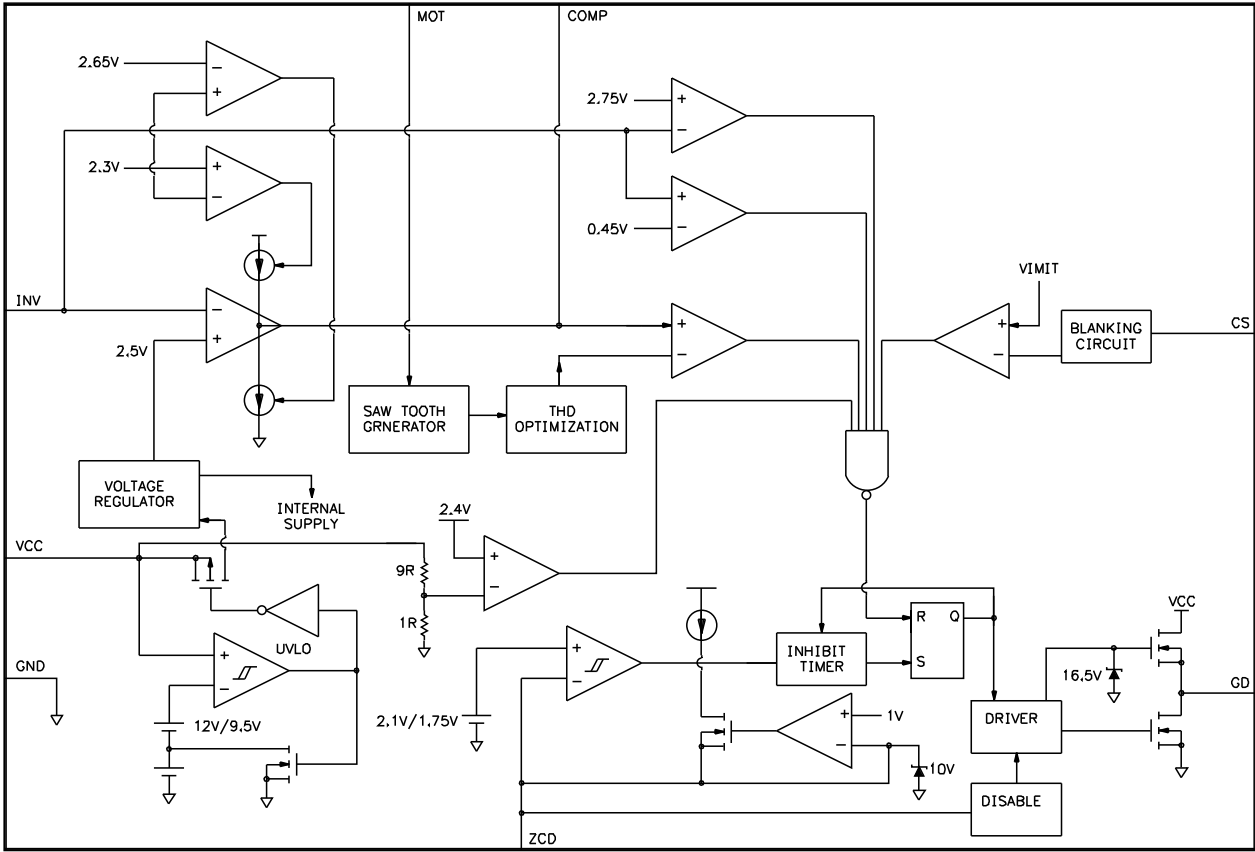 MOT
COMP
2.65V
−
+
2.75V
+
−
2.3V
+
−
+
0.45V
−
VIMIT
INV
−
+
2.5V
+
−
+
−
BLANKING
CIRCUIT
CS
SAW TOOTH
GRNERATOR
THD
OPTIMIZATION
VOLTAGE
REGULATOR
INTERNAL
SUPPLY
2.4V
VCC
+
−
9R
1R
UVLO
GND
+
−
12V/9.5V
+
−
2.1V/1.75V
INHIBIT
TIMER
R
Q
S
VCC
16.5V
GD
DRIVER
+
1V
−
10V
DISABLE
ZCD